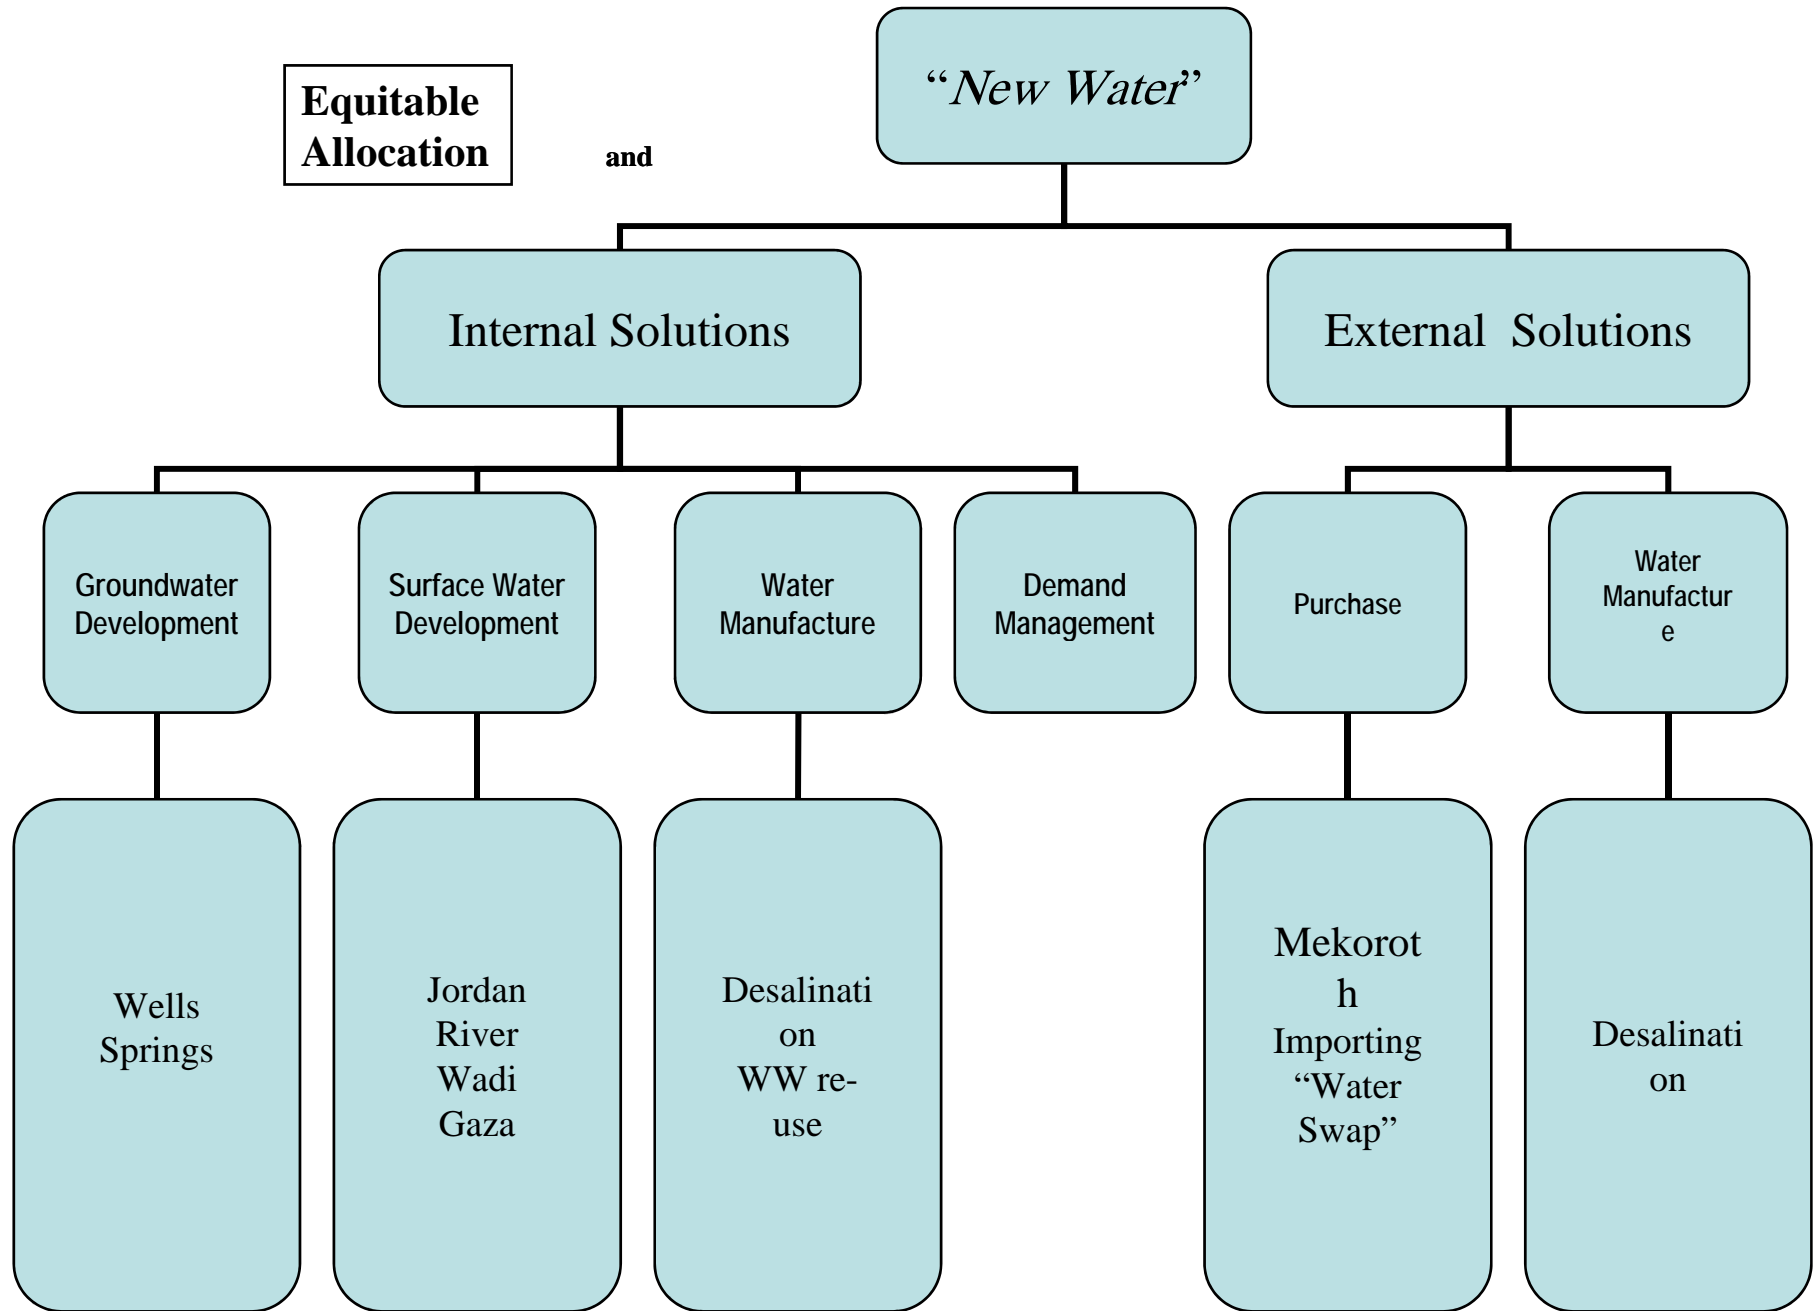 Equitable
Allocation
and
“New Water”
Internal Solutions
External Solutions
Groundwater
Development
Surface Water
Development
Water
Manufacture
Demand
Management
Purchase
Water
Manufactur
e
Wells
Springs
Jordan
River
Wadi
Gaza
Desalinati
on
WW re-
use
Mekorot
h
Importing
“Water
Swap”
Desalinati
on